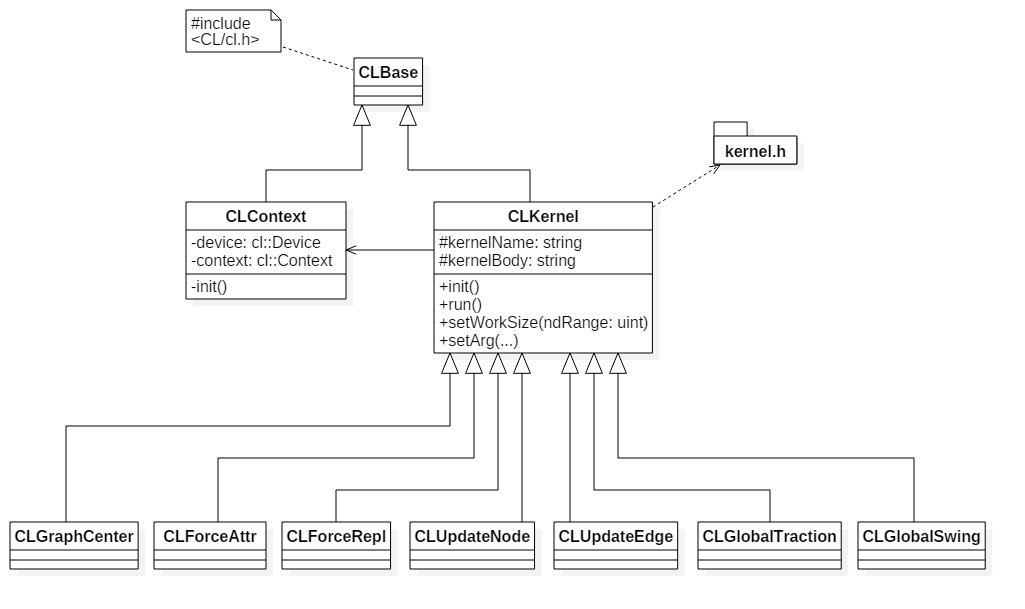 #include
<CL/cl.h>
CLBase
kernel.h
CLContext
-device: cl::Device
-context: cl::Context
-init()
CLKernel
#kernelName: string
#kernelBody: string
+init()
+run()
+setWorkSize(ndRange: uint)
+setArg(...)
CLGraphCenter
CLForceAttr
CLForceRepl
CLUpdateNode
CLUpdateEdge
CLGlobalTraction
CLGlobalSwing